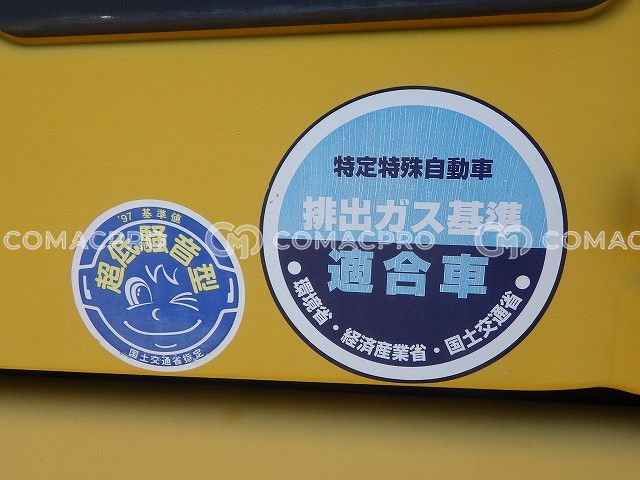 '97 基準値
超低騒音型
国土交通省指定
特定特殊自動車
排出ガス基準
適合車
•環境省・経済産業省・国土交通省•
COMACPRO COMACPRO COMAC